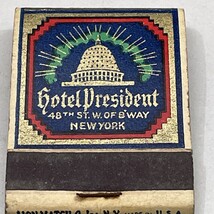 Hotel President
48TH ST. W. OF B'WAY
NEW YORK
N.Y. U.S.A.